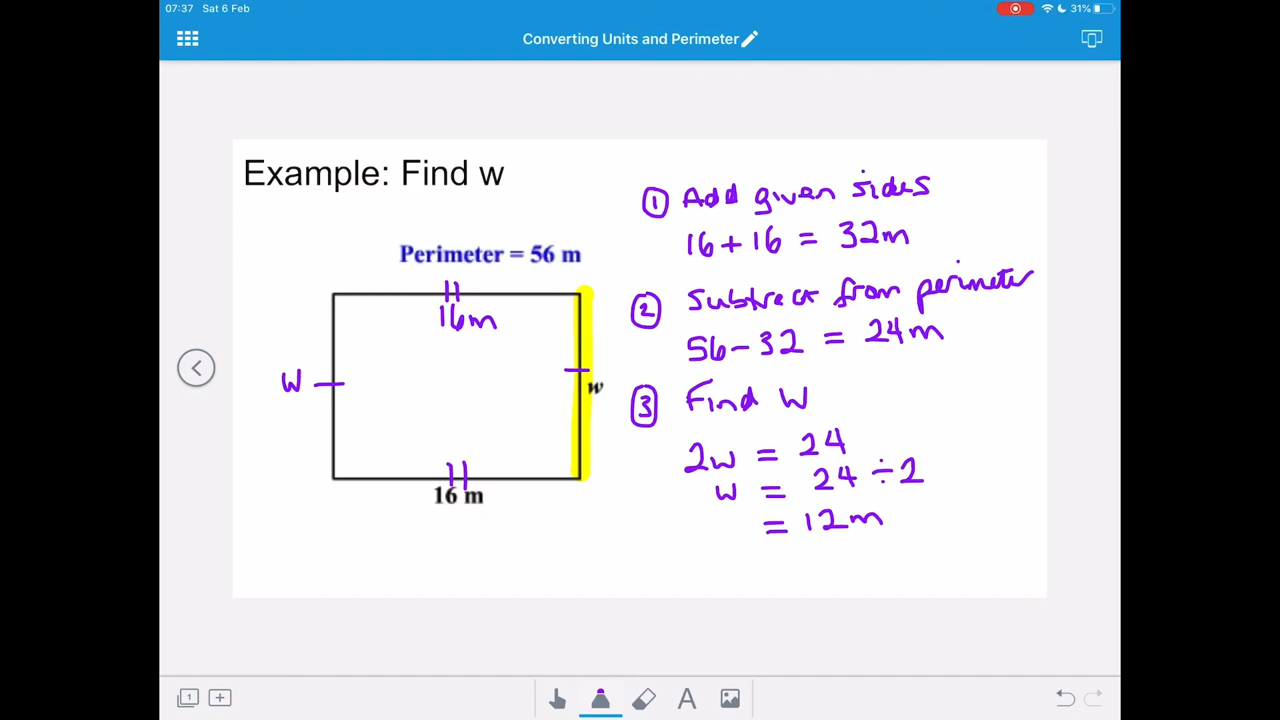 07:37 Sat 6 Feb
31%
Converting Units and Perimeter
Example: Find w
Perimeter = 56 m
16m
w
w
16 m
① Add given sides
16 + 16 = 32m
② Subtract from perimeter
56 - 32 = 24m
③ Find w
2w = 24
w = 24 ÷ 2
= 12m
1
A